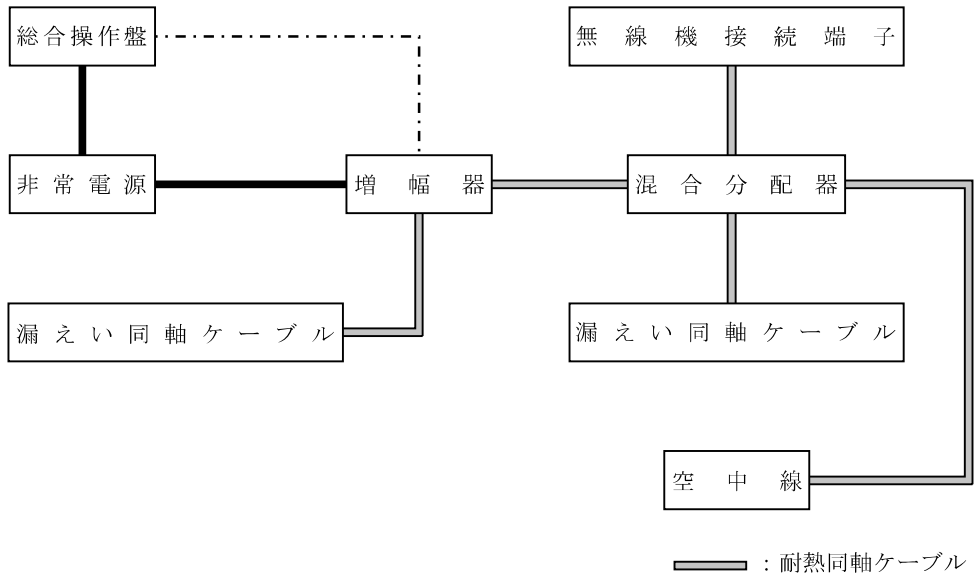 総合操作盤
無線機接続端子
非常電源
増幅器
混合分配器
漏えい同軸ケーブル
漏えい同軸ケーブル
空中線
：耐熱同軸ケーブル